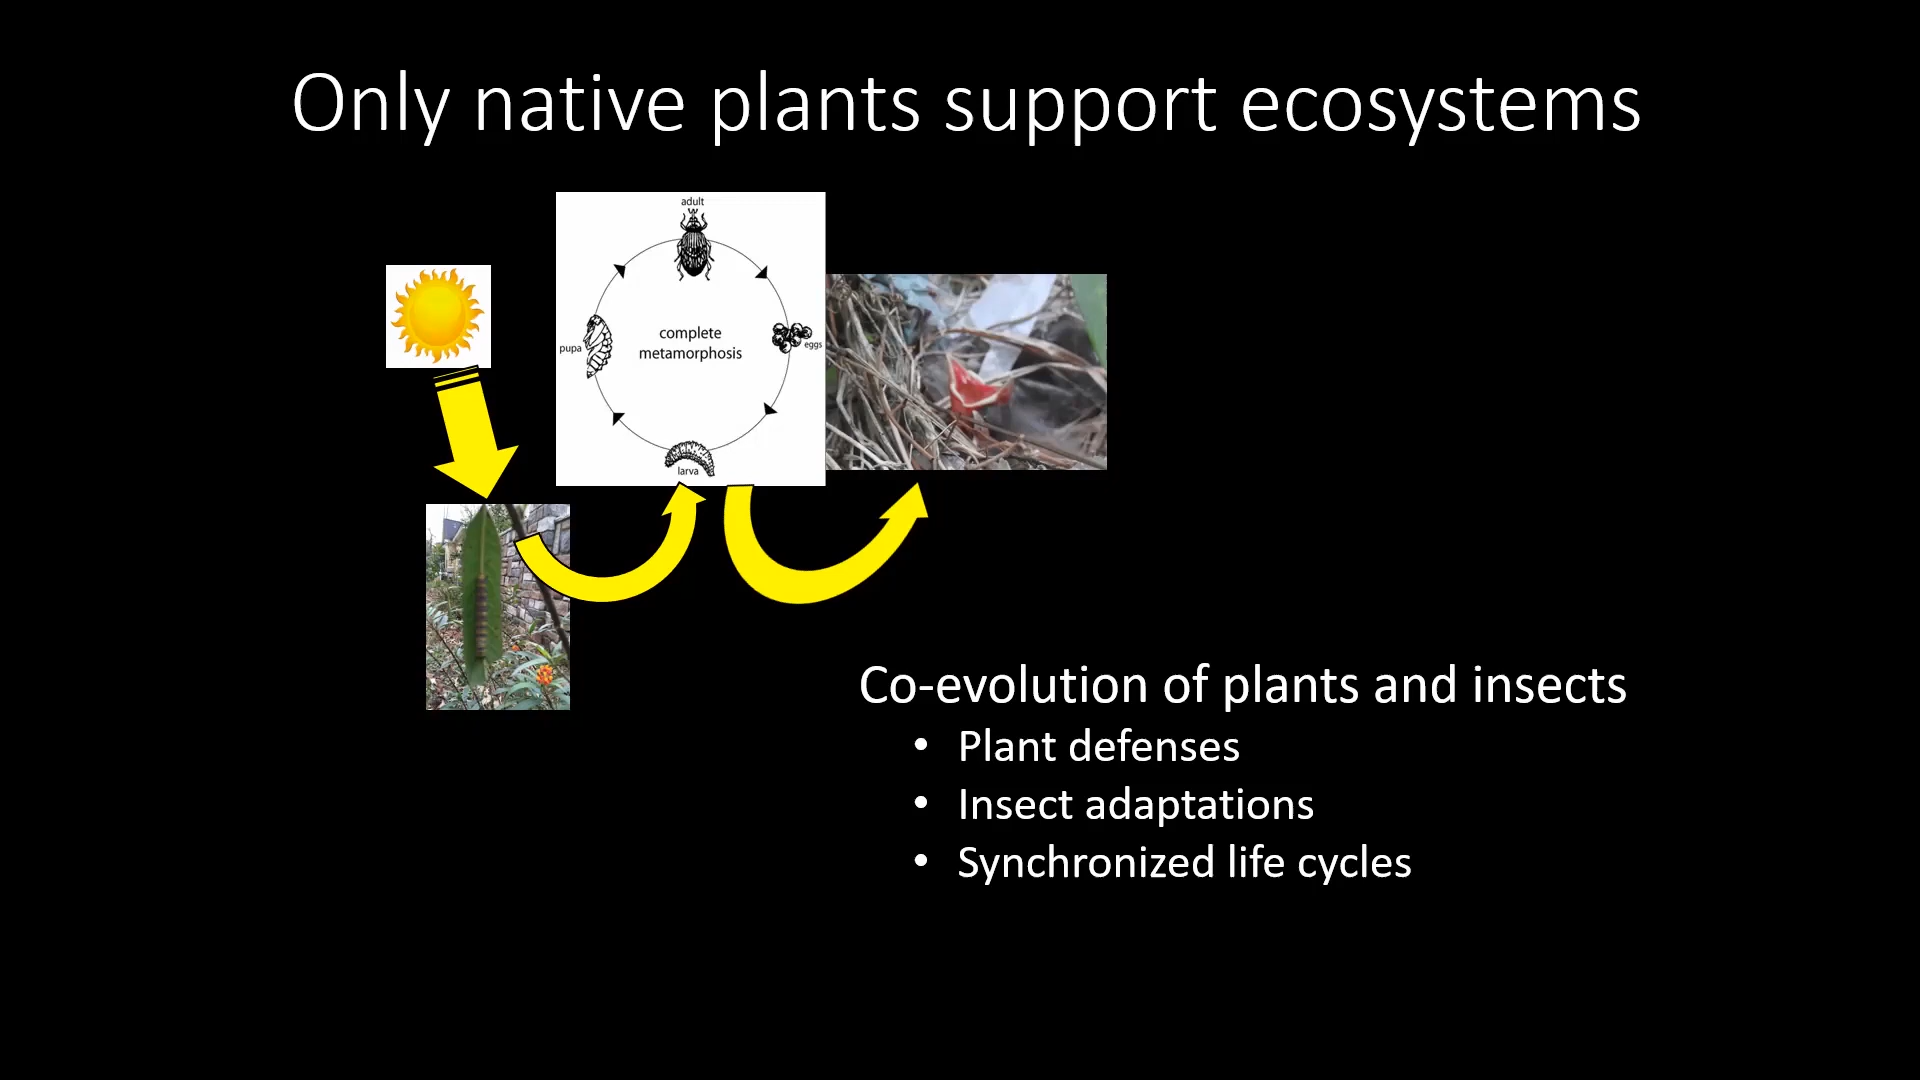 Only native plants support ecosystems
adult
complete
metamorphosis
pupa
eggs
larva
Co-evolution of plants and insects
• Plant defenses
• Insect adaptations
• Synchronized life cycles